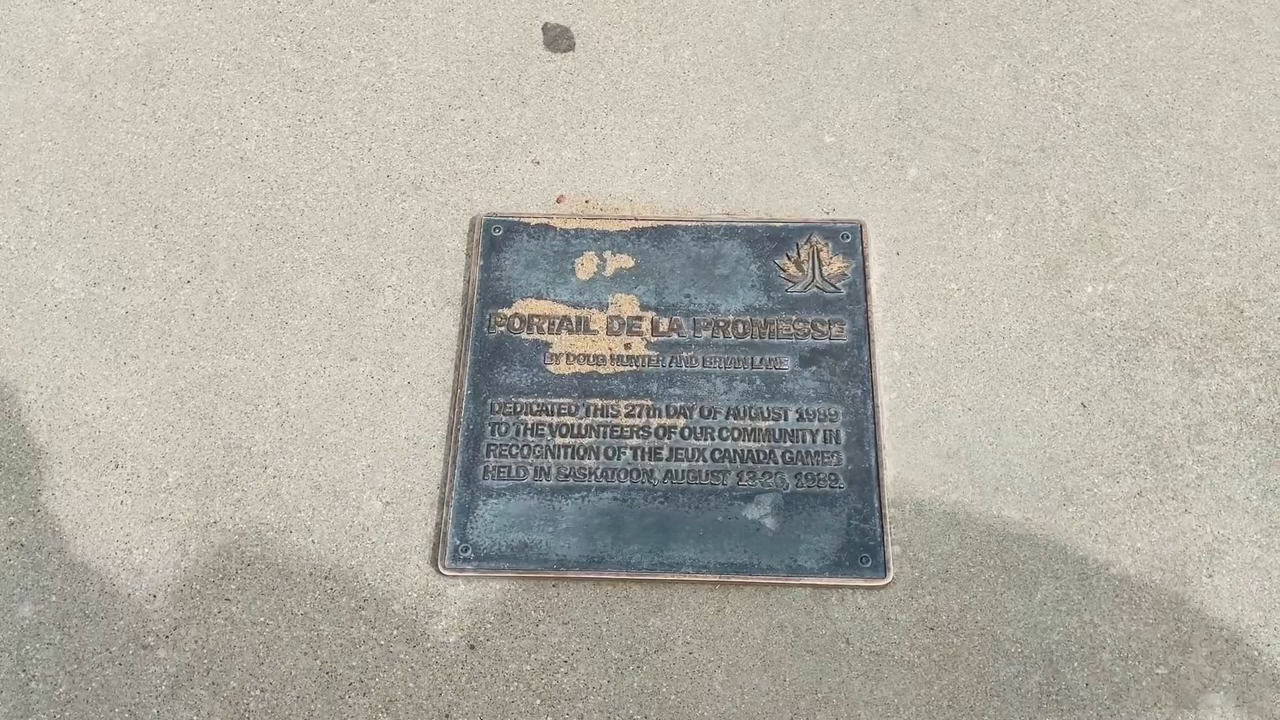 PORTAIL DE LA PROMESSE
BY DOUG HUNTER AND BRIAN LANE
DEDICATED THIS 27th DAY OF AUGUST 1989
TO THE VOLUNTEERS OF OUR COMMUNITY IN
RECOGNITION OF THE JEUX CANADA GAMES
HELD IN SASKATOON, AUGUST 13-26, 1989.